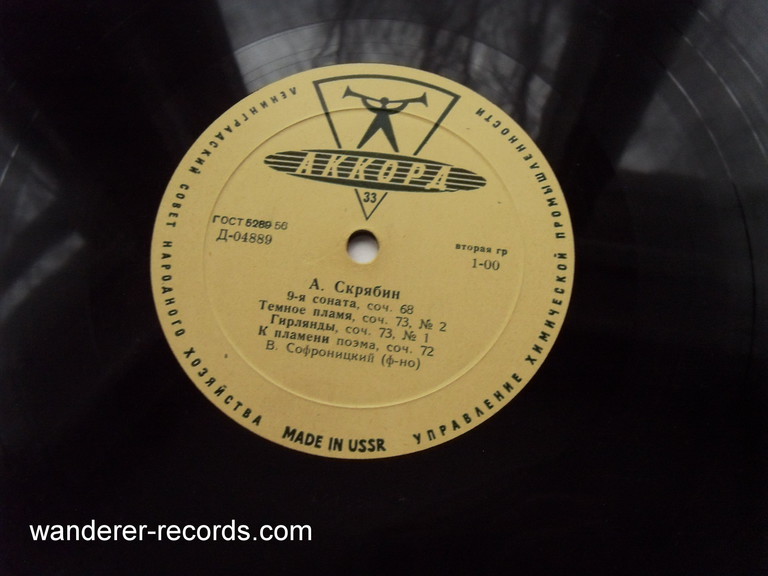 ЛЕНИНГРАДСКИЙ СОВЕТ НАРОДНОГО ХОЗЯЙСТВА
УПРАВЛЕНИЕ ХИМИЧЕСКОЙ ПРОМЫШЛЕННОСТИ
АККОРД
33
ГОСТ 5289 56
Д-04889
вторая гр
1-00
А. Скрябин
9-я соната, соч. 68
Темное пламя, соч. 73, № 2
Гирлянды, соч. 73, № 1
К пламени поэма, соч. 72
В. Софроницкий (ф-но)
MADE IN USSR
wanderer-records.com